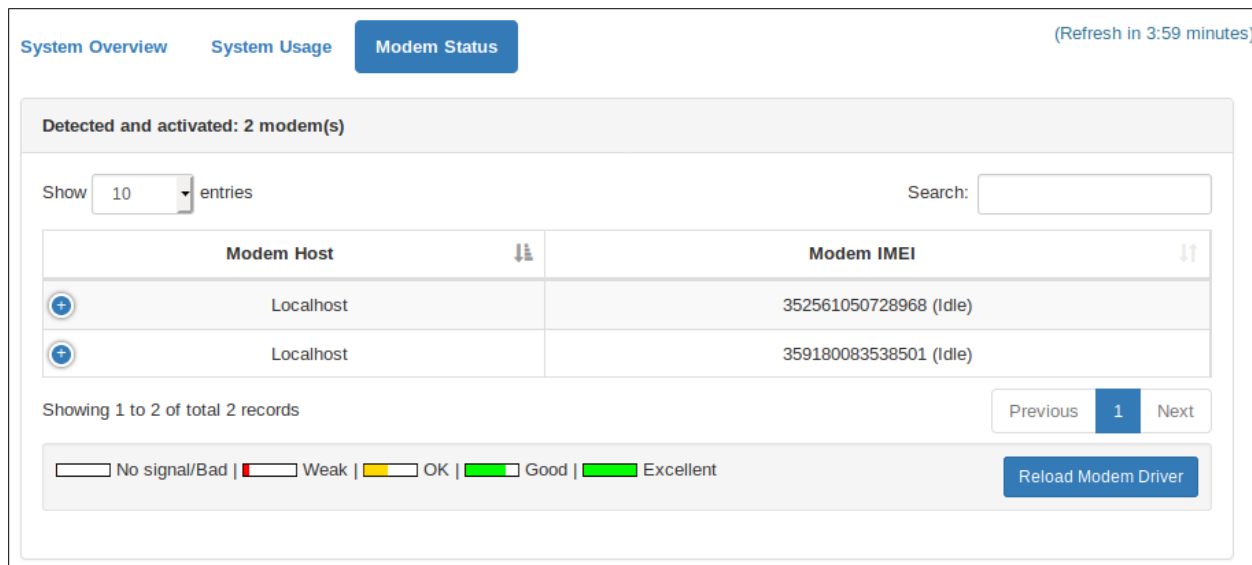 System Overview System Usage Modem Status (Refresh in 3:59 minutes)
Detected and activated: 2 modem(s)
Show 10 entries Search:
Modem Host Modem IMEI
Localhost 352561050728968 (Idle)
Localhost 359180083538501 (Idle)
Showing 1 to 2 of total 2 records Previous 1 Next
No signal/Bad | Weak | OK | Good | Excellent Reload Modem Driver